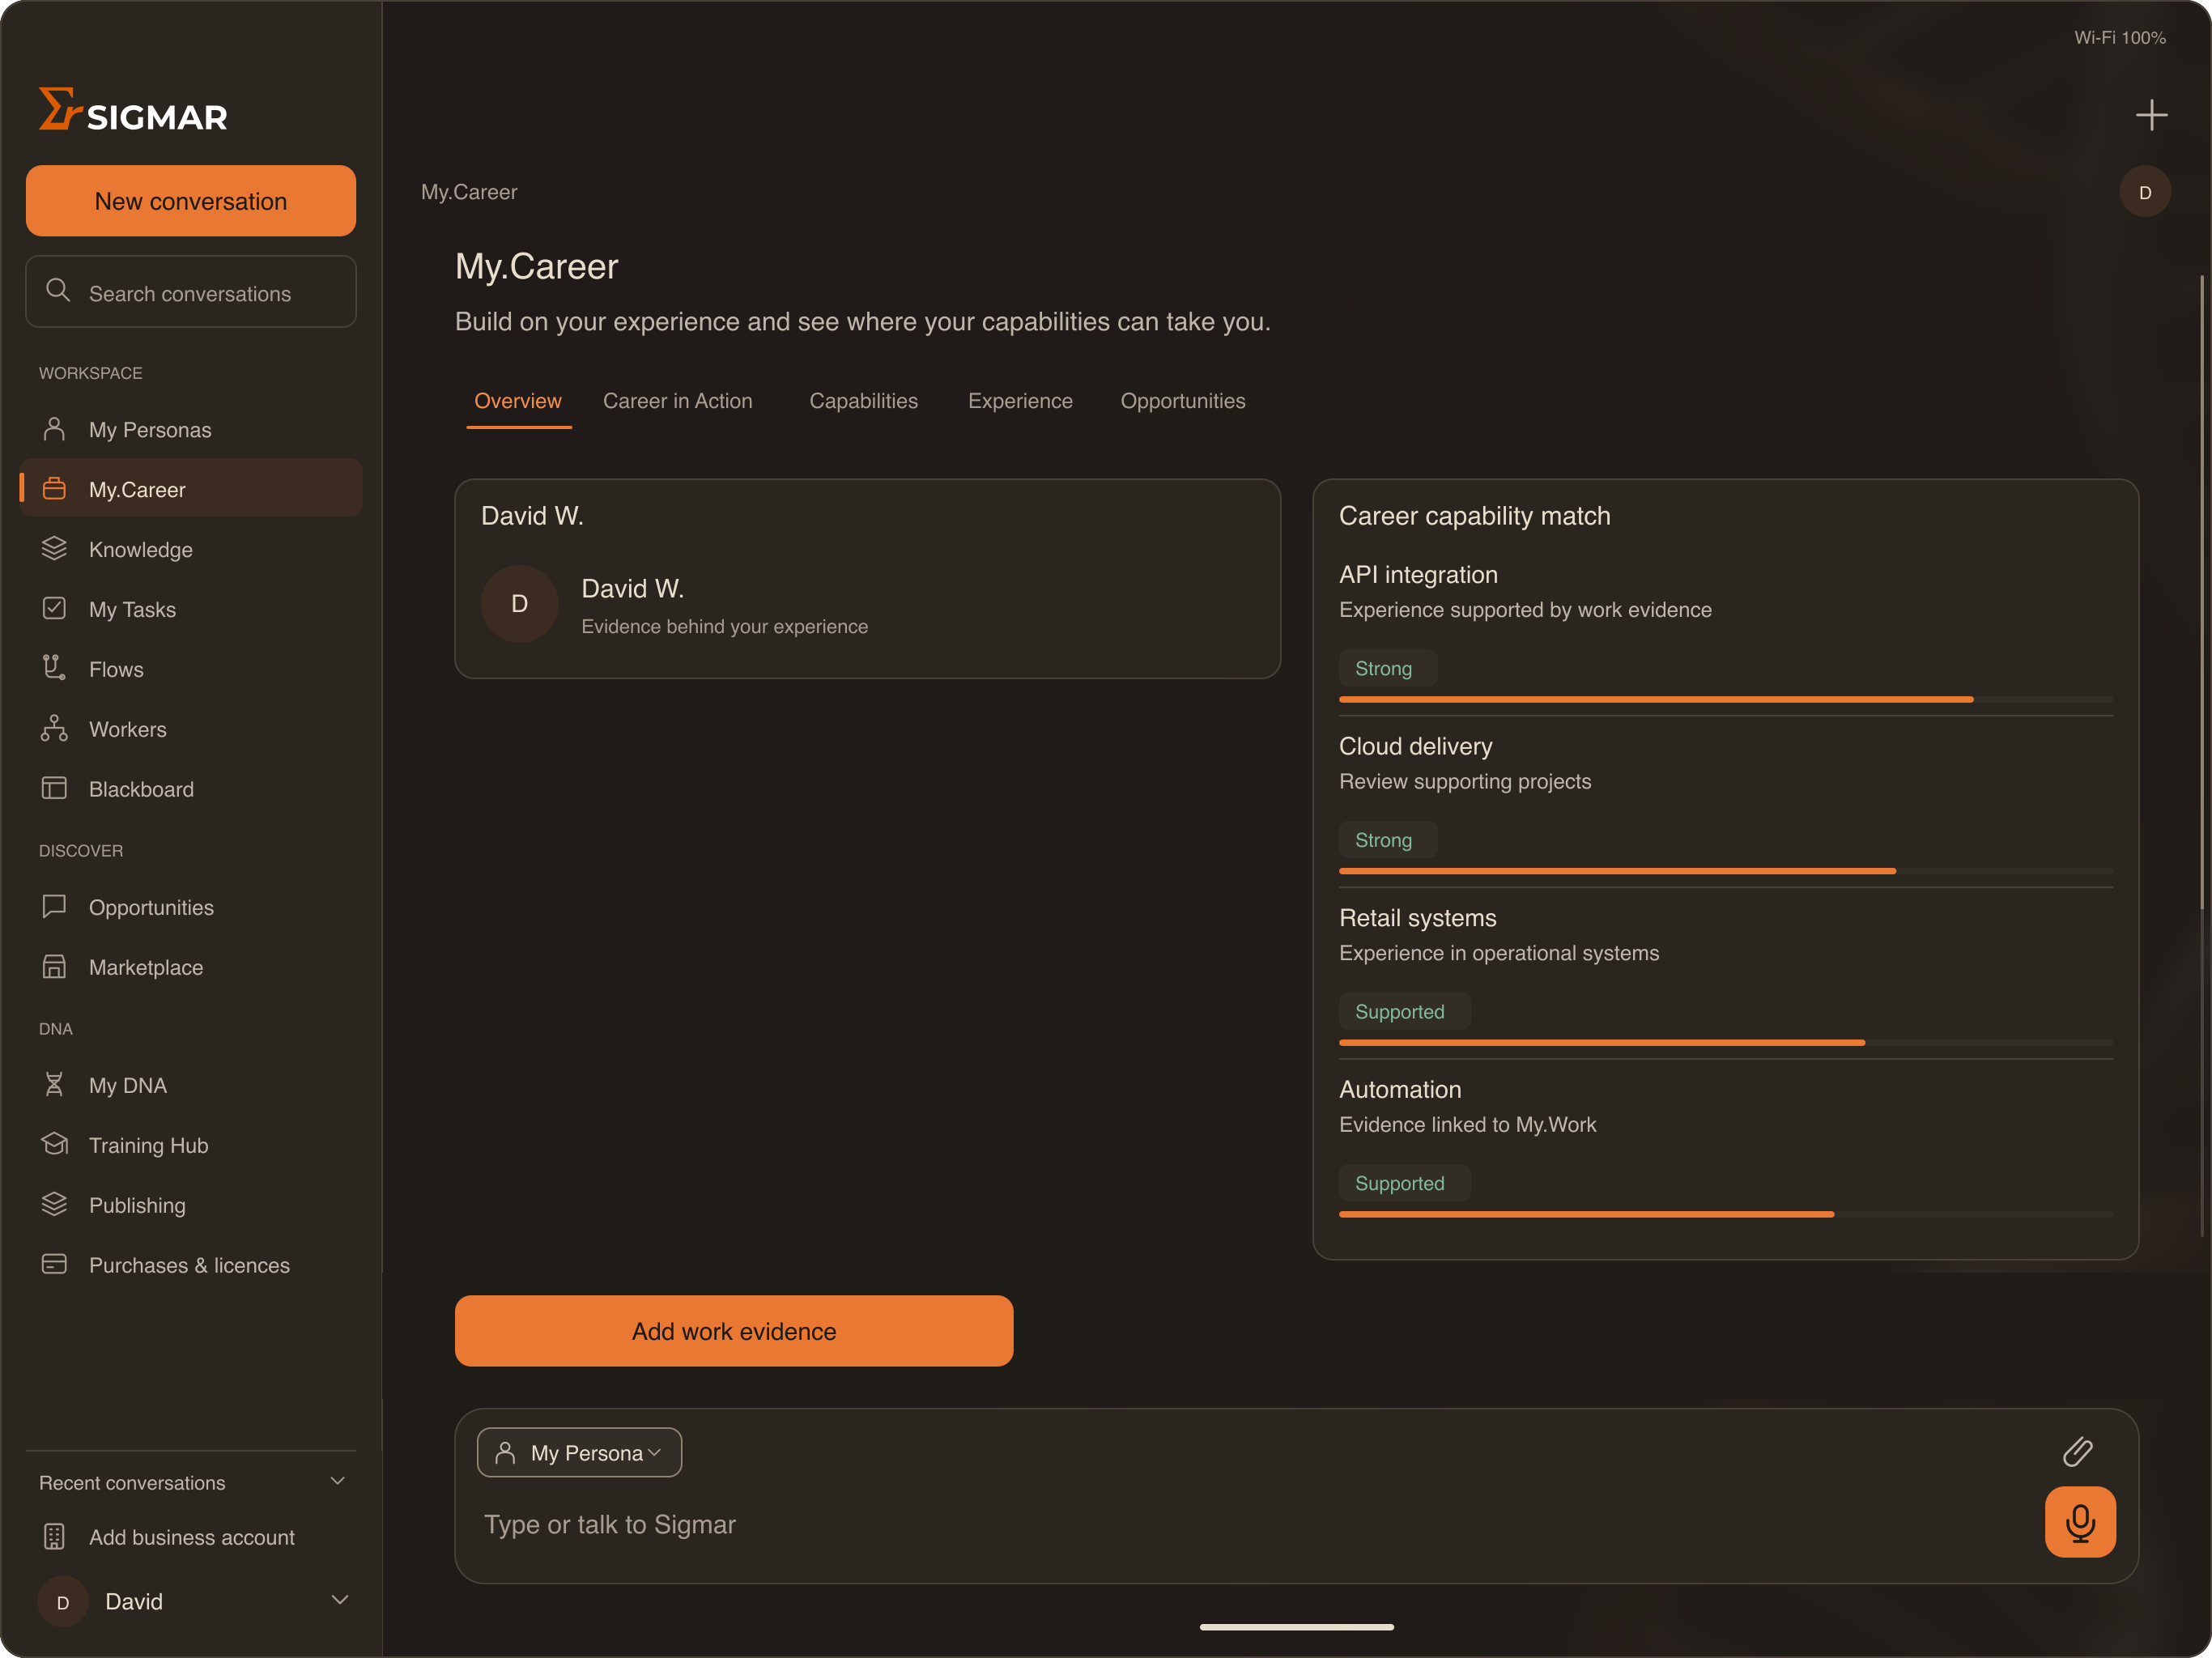 Wi-Fi 100%
Σr SIGMAR
New conversation
Search conversations
WORKSPACE
My Personas
My.Career
Knowledge
My Tasks
Flows
Workers
Blackboard
DISCOVER
Opportunities
Marketplace
DNA
My DNA
Training Hub
Publishing
Purchases & licences
Recent conversations
Add business account
D
David
My.Career
D
My.Career
Build on your experience and see where your capabilities can take you.
Overview
Career in Action
Capabilities
Experience
Opportunities
David W.
D
David W.
Evidence behind your experience
Career capability match
API integration
Experience supported by work evidence
Strong
Cloud delivery
Review supporting projects
Strong
Retail systems
Experience in operational systems
Supported
Automation
Evidence linked to My.Work
Supported
Add work evidence
My Persona
Type or talk to Sigmar